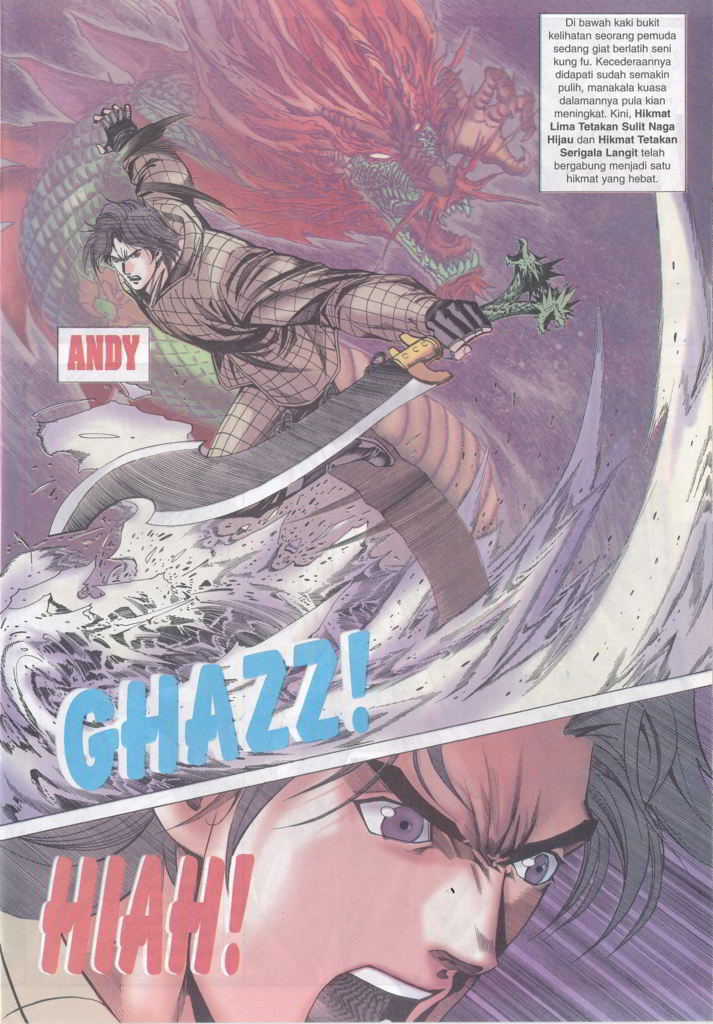 Di bawah kaki bukit
kelihatan seorang pemuda
sedang giat berlatih seni
kung fu. Kecederaannya
didapati sudah semakin
pulih, manakala kuasa
dalamannya pula kian
meningkat. Kini, Hikmat
Lima Tetakan Sulit Naga
Hijau dan Hikmat Tetakan
Serigala Langit telah
bergabung menjadi satu
hikmat yang hebat.
ANDY
GHAZZ!
HIAH!